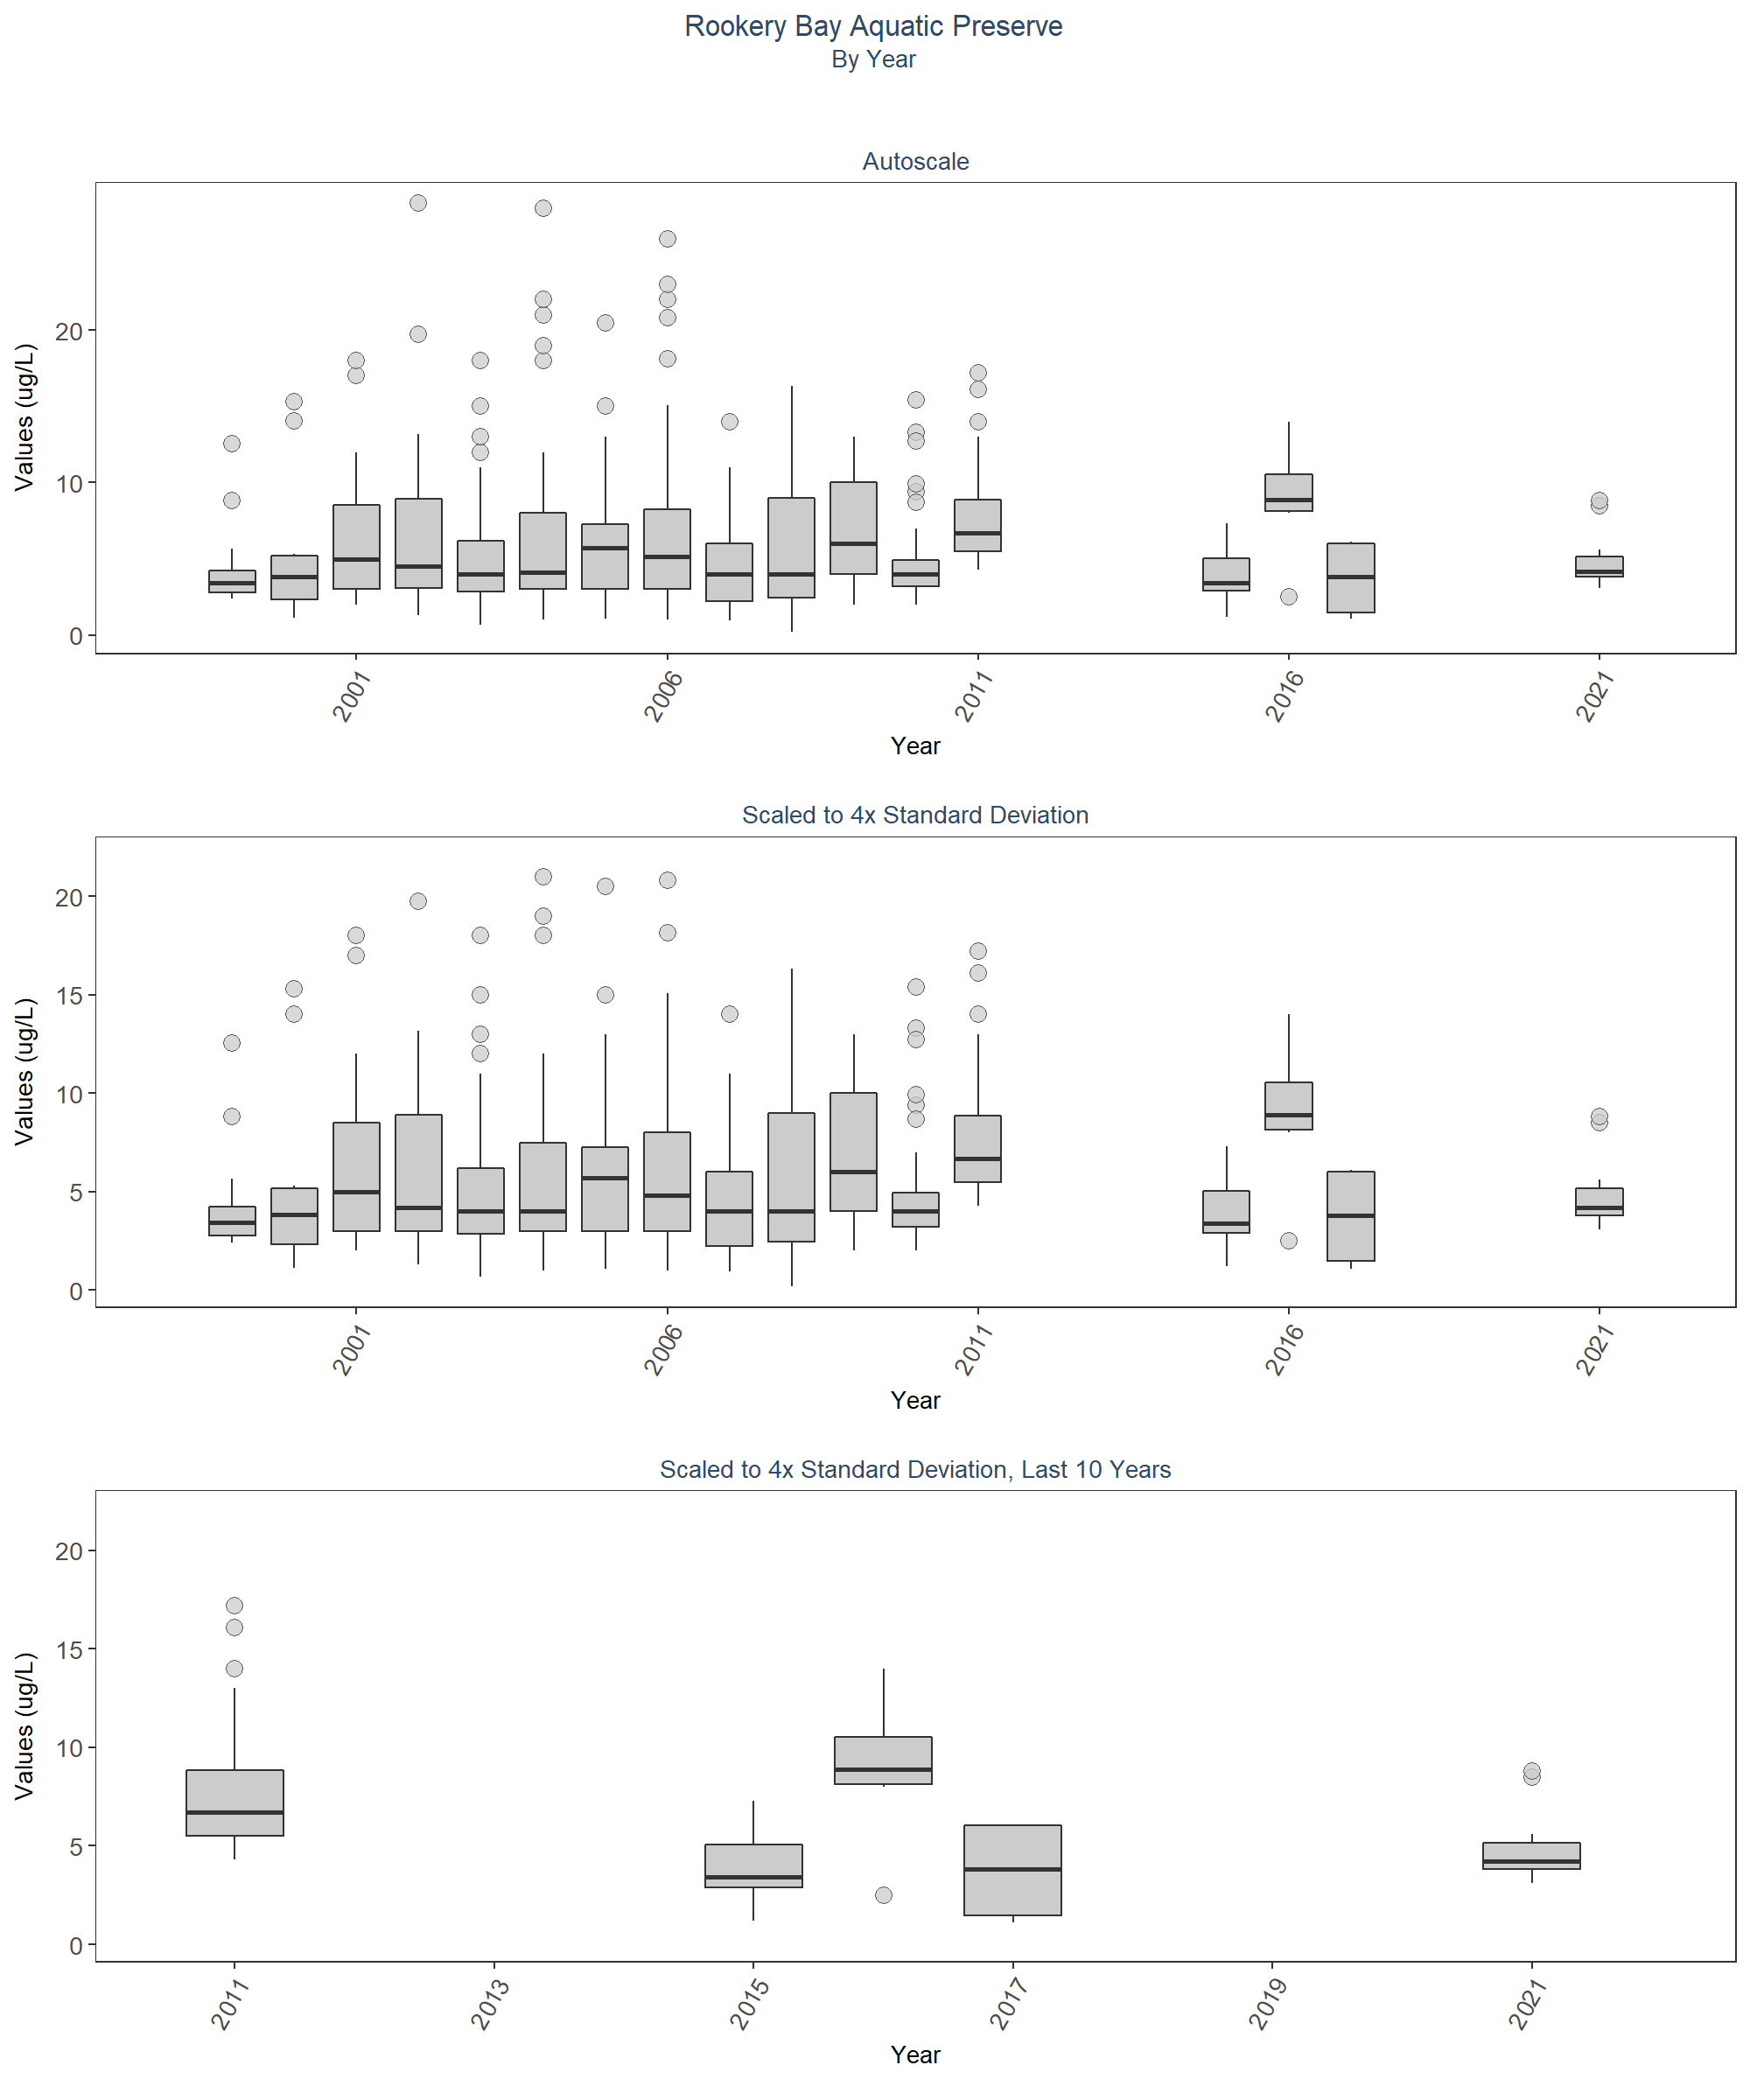 Rookery Bay Aquatic Preserve
By Year
Autoscale
Values (ug/L)
20
10
0
2001 2006 2011 2016 2021
Year
Scaled to 4x Standard Deviation
Values (ug/L)
20
15
10
5
0
2001 2006 2011 2016 2021
Year
Scaled to 4x Standard Deviation, Last 10 Years
Values (ug/L)
20
15
10
5
0
2011 2013 2015 2017 2019 2021
Year